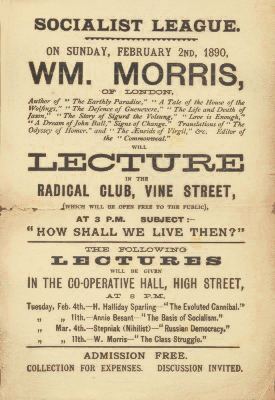 SOCIALIST LEAGUE.
ON SUNDAY, FEBRUARY 2ND, 1890,
WM. MORRIS,
OF LONDON,
Author of "The Earthly Paradise," "A Tale of the House of the
Wolfings," "The Defence of Guenevere," "The Life and Death of
Jason," "The Story of Sigurd the Volsung," "Love is Enough,"
"A Dream of John Ball," Signs of Change," Translations of "The
Odyssey of Homer," and "The Æneids of Virgil," &c. Editor of
the "Commonweal."
WILL
LECTURE
IN THE
RADICAL CLUB, VINE STREET,
[WHICH WILL BE OPEN FREE TO THE PUBLIC],
AT 3 P.M. SUBJECT:—
"HOW SHALL WE LIVE THEN?"
THE FOLLOWING
LECTURES
WILL BE GIVEN
IN THE CO-OPERATIVE HALL, HIGH STREET,
AT 8 P.M.
Tuesday, Feb. 4th.—H. Halliday Sparling—"The Evoluted Cannibal."
" " 11th.—Annie Besant—"The Basis of Socialism."
" Mar. 4th.—Stepniak (Nihilist)—"Russian Democracy."
" " 11th.—W. Morris—"The Class Struggle."
ADMISSION FREE.
COLLECTION FOR EXPENSES. DISCUSSION INVITED.